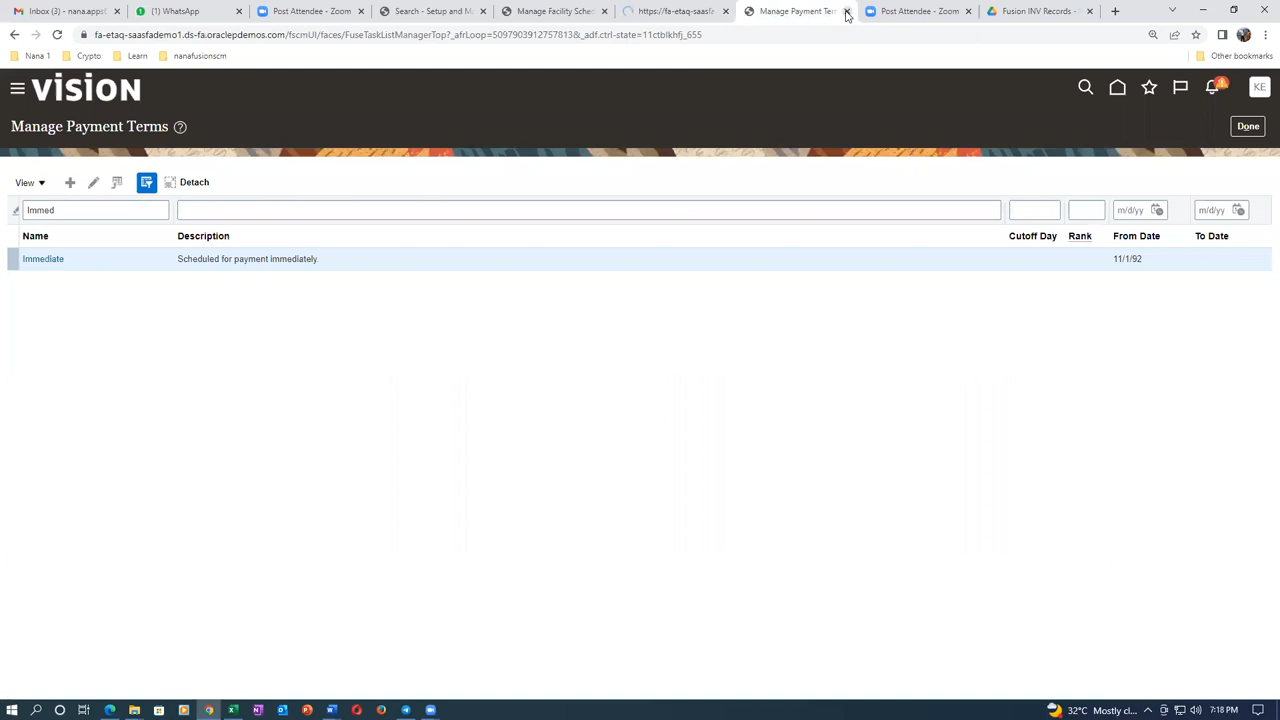 Inbox (3) - nana.apps
(1) WhatsApp
Post Attendee - Zoom
Search - Setup and Ma
Manage Facility Sched
https://fa-etaq-saasfa
Manage Payment Term
Post Attendee - Zoom
Fusion INV Records -
fa-etaq-saasfademo1.ds-fa.oraclepdemos.com/fscmUI/faces/FuseTaskListManagerTop?_afrLoop=5097903912757813&_adf.ctrl-state=11ctblkhfj_655
Nana 1
Crypto
Learn
nanafusionscm
Other bookmarks
VISION
KE
Manage Payment Terms
Done
View
Detach
Immed
m/d/yy
m/d/yy
Name
Description
Cutoff Day
Rank
From Date
To Date
Immediate
Scheduled for payment immediately.
11/1/92
32°C Mostly cl...
7:18 PM